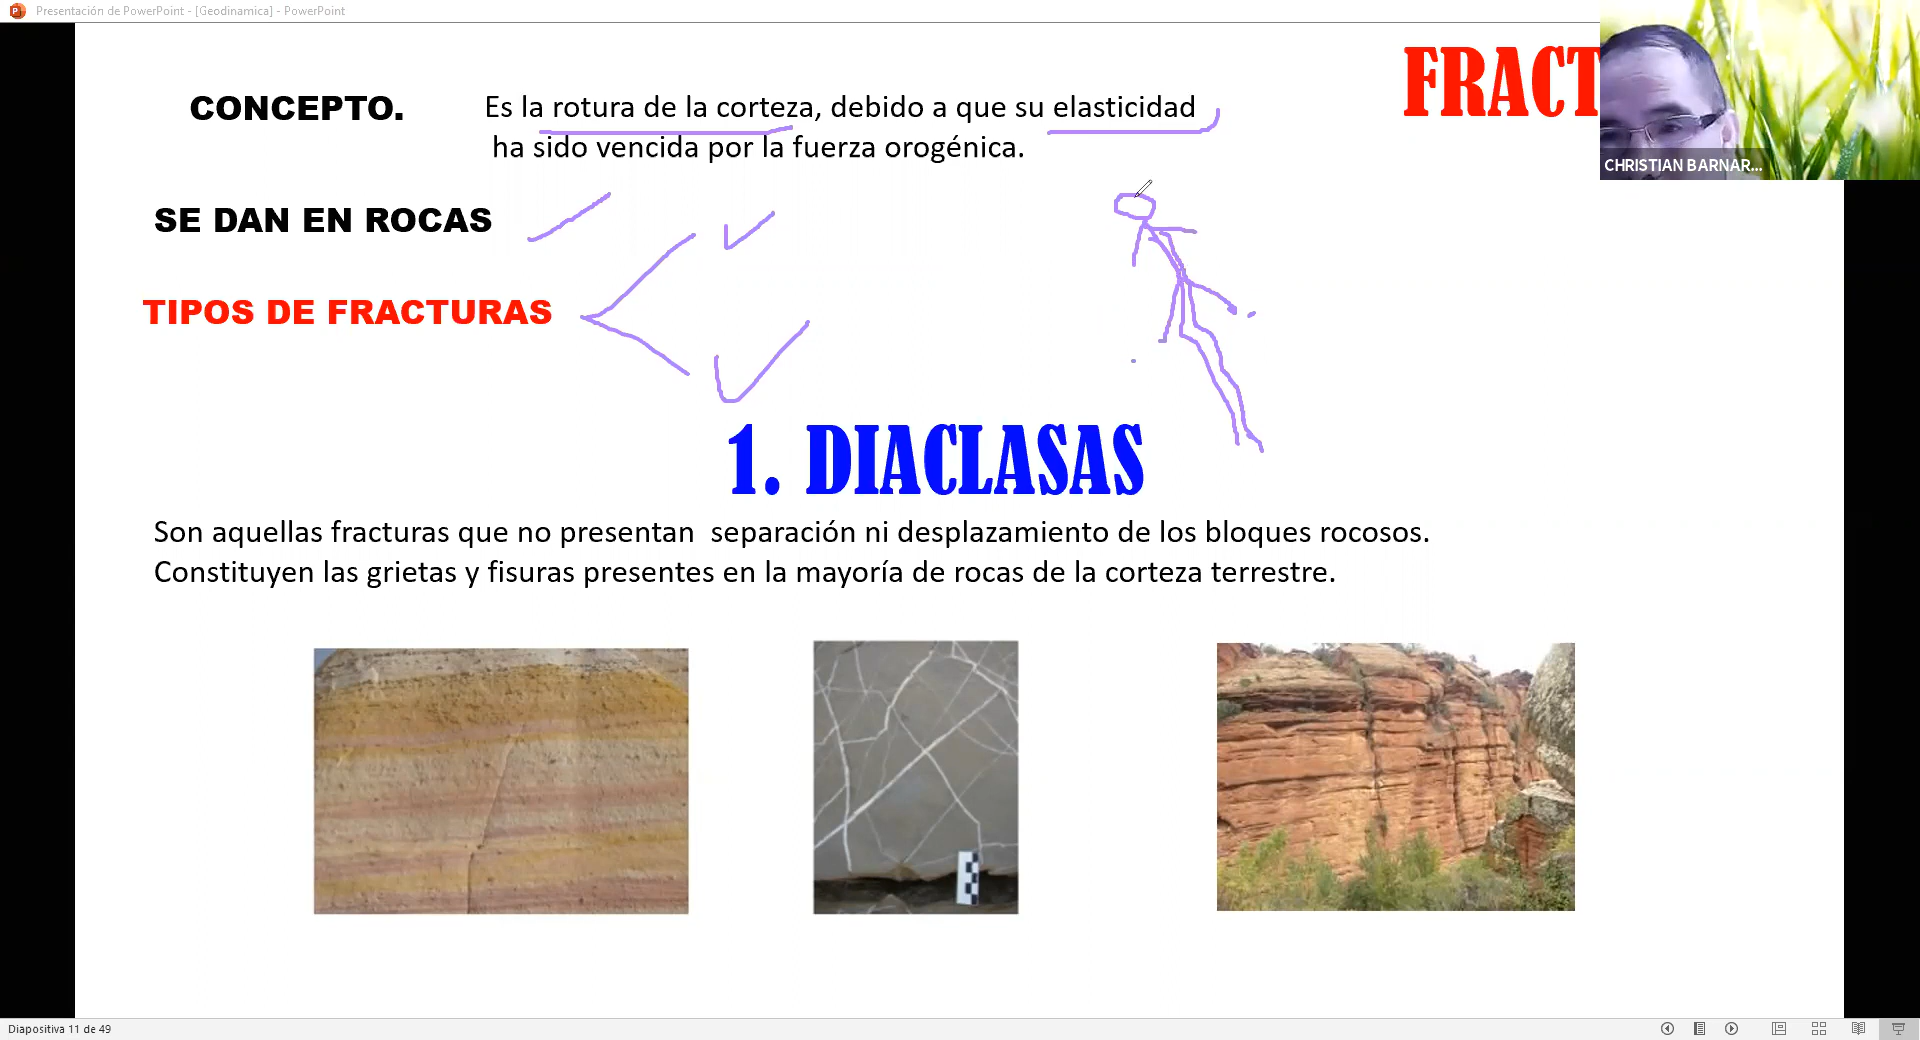 Presentación de PowerPoint - [Geodinamica] - PowerPoint
FRACT
CONCEPTO.
Es la rotura de la corteza, debido a que su elasticidad
ha sido vencida por la fuerza orogénica.
CHRISTIAN BARNAR...
SE DAN EN ROCAS
TIPOS DE FRACTURAS
1. DIACLASAS
Son aquellas fracturas que no presentan separación ni desplazamiento de los bloques rocosos.
Constituyen las grietas y fisuras presentes en la mayoría de rocas de la corteza terrestre.
Diapositiva 11 de 49